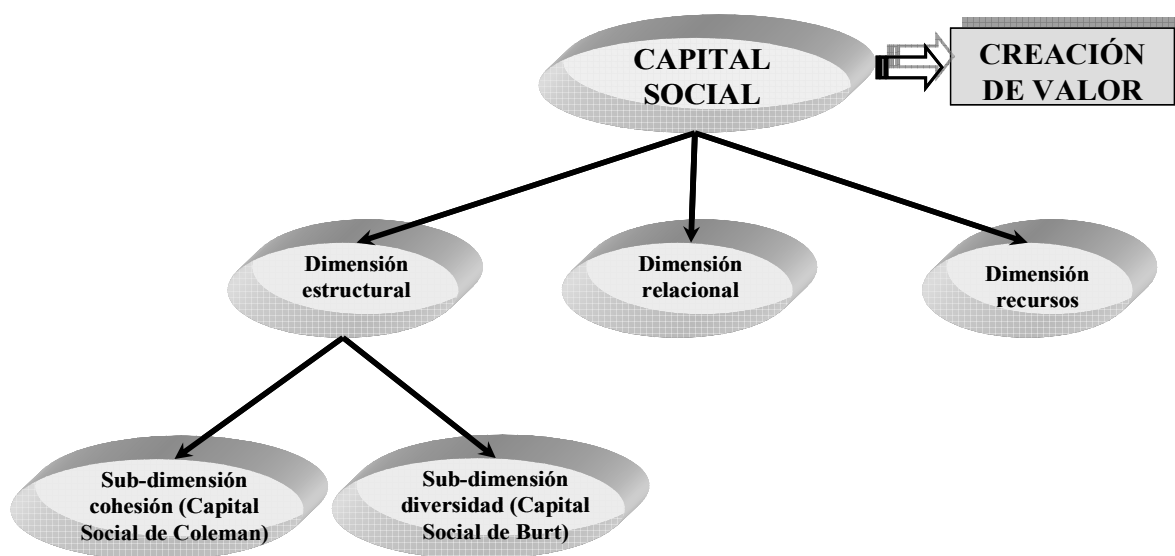 CAPITAL
SOCIAL
CREACIÓN
DE VALOR
Dimensión
estructural
Dimensión
relacional
Dimensión
recursos
Sub-dimensión
cohesión (Capital
Social de Coleman)
Sub-dimensión
diversidad (Capital
Social de Burt)